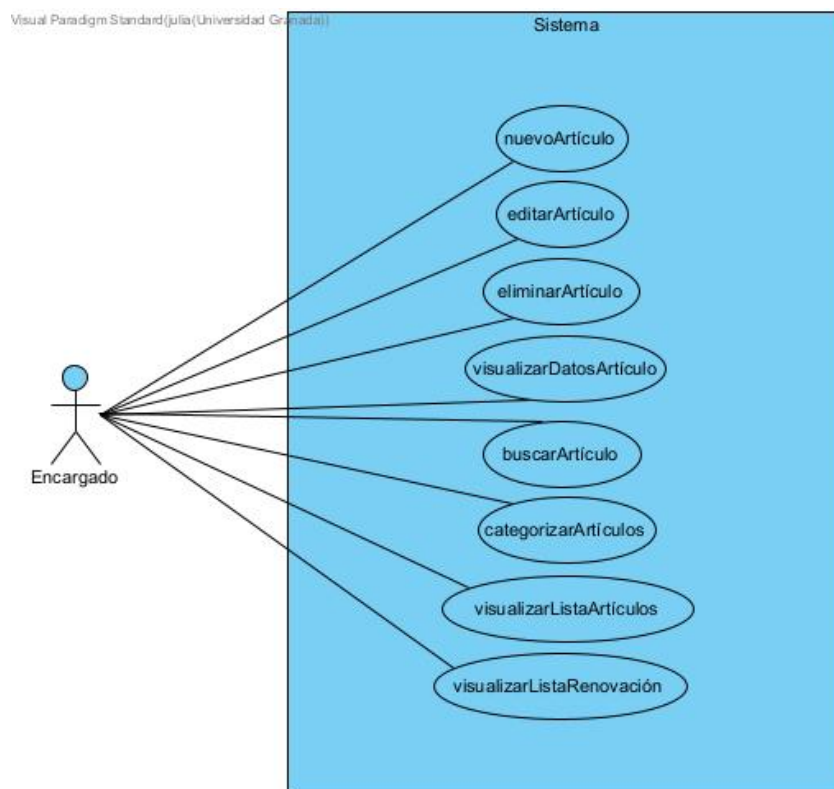 Visual Paradigm Standard(julia(Universidad Granada))
Sistema
nuevoArtículo
editarArtículo
eliminarArtículo
visualizarDatosArtículo
buscarArtículo
Encargado
categorizarArtículos
visualizarListaArtículos
visualizarListaRenovación